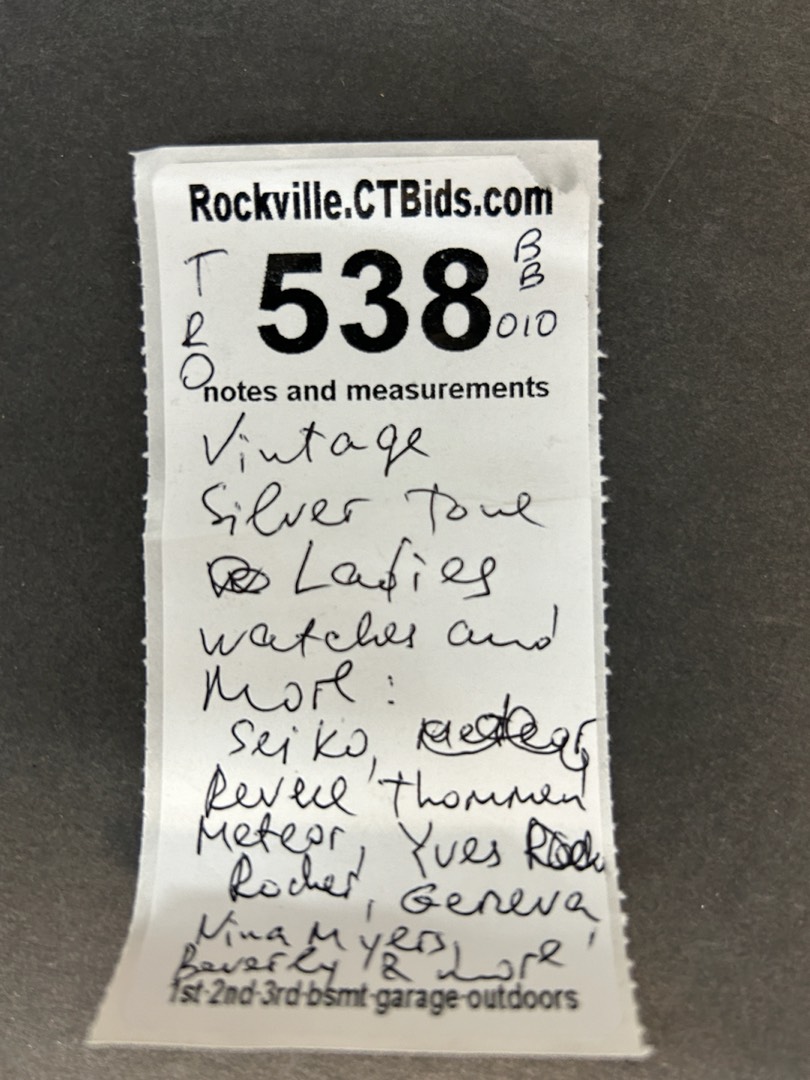 Rockville.CTBids.com
TRO 538 BB 010
notes and measurements
Vintage
Silver Tone
Ladies
watches and
More:
Seiko,
Revere, Thommen
Meteor, Yves
Rocher, Geneva,
Nina Myers,
Beverly & more
1st-2nd-3rd-bsmt-garage-outdoors